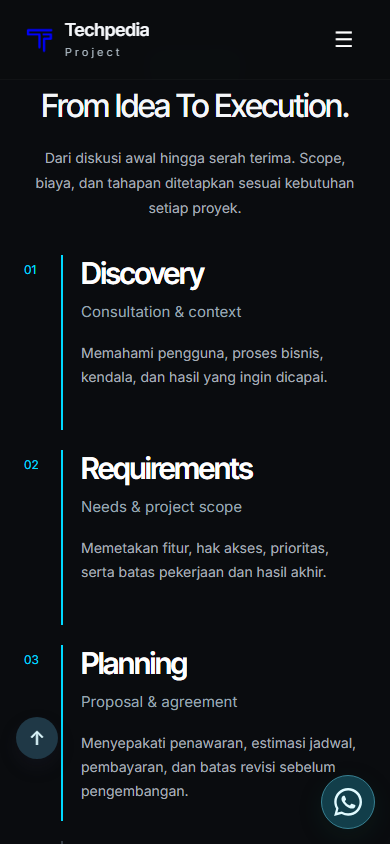 Techpedia
Project
From Idea To Execution.
Dari diskusi awal hingga serah terima. Scope,
biaya, dan tahapan ditetapkan sesuai kebutuhan
setiap proyek.
01
Discovery
Consultation & context
Memahami pengguna, proses bisnis,
kendala, dan hasil yang ingin dicapai.
02
Requirements
Needs & project scope
Memetakan fitur, hak akses, prioritas,
serta batas pekerjaan dan hasil akhir.
03
Planning
Proposal & agreement
Menyepakati penawaran, estimasi jadwal,
pembayaran, dan batas revisi sebelum
pengembangan.